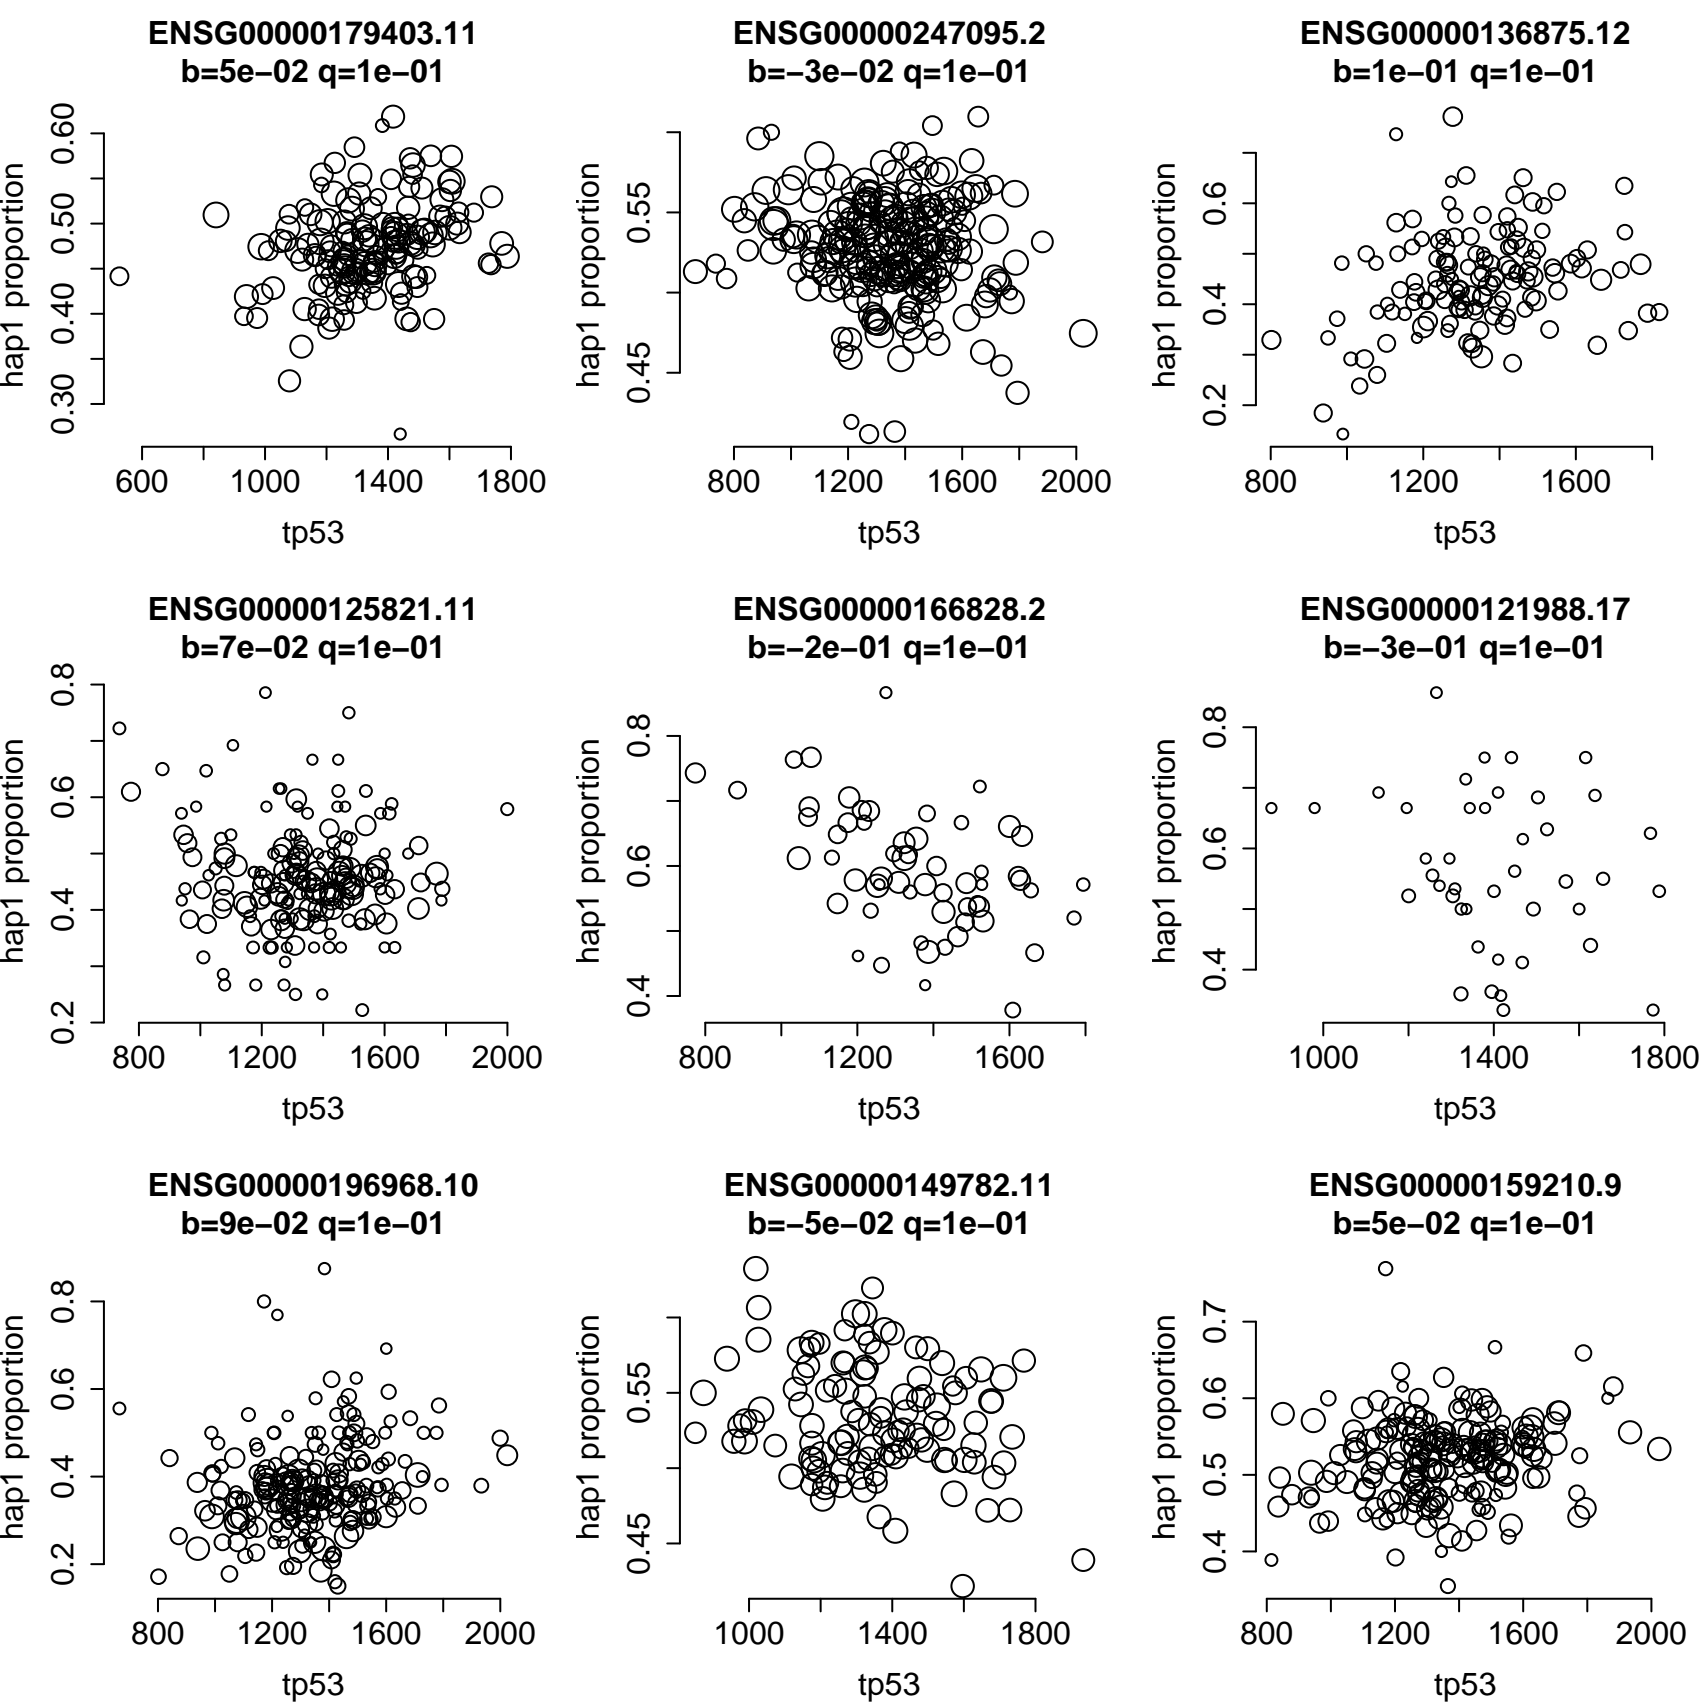 ENSG00000179403.11
b=5e−02 q=1e−01
hap1 proportion
0.30 0.40 0.50 0.60
600 1000 1400 1800
tp53
ENSG00000247095.2
b=−3e−02 q=1e−01
hap1 proportion
0.45 0.55
800 1200 1600 2000
tp53
ENSG00000136875.12
b=1e−01 q=1e−01
hap1 proportion
0.2 0.4 0.6
800 1200 1600
tp53
ENSG00000125821.11
b=7e−02 q=1e−01
hap1 proportion
0.2 0.4 0.6 0.8
800 1200 1600 2000
tp53
ENSG00000166828.2
b=−2e−01 q=1e−01
hap1 proportion
0.4 0.6 0.8
800 1200 1600
tp53
ENSG00000121988.17
b=−3e−01 q=1e−01
hap1 proportion
0.4 0.6 0.8
1000 1400 1800
tp53
ENSG00000196968.10
b=9e−02 q=1e−01
hap1 proportion
0.2 0.4 0.6 0.8
800 1200 1600 2000
tp53
ENSG00000149782.11
b=−5e−02 q=1e−01
hap1 proportion
0.45 0.55
1000 1400 1800
tp53
ENSG00000159210.9
b=5e−02 q=1e−01
hap1 proportion
0.4 0.5 0.6 0.7
800 1200 1600 2000
tp53